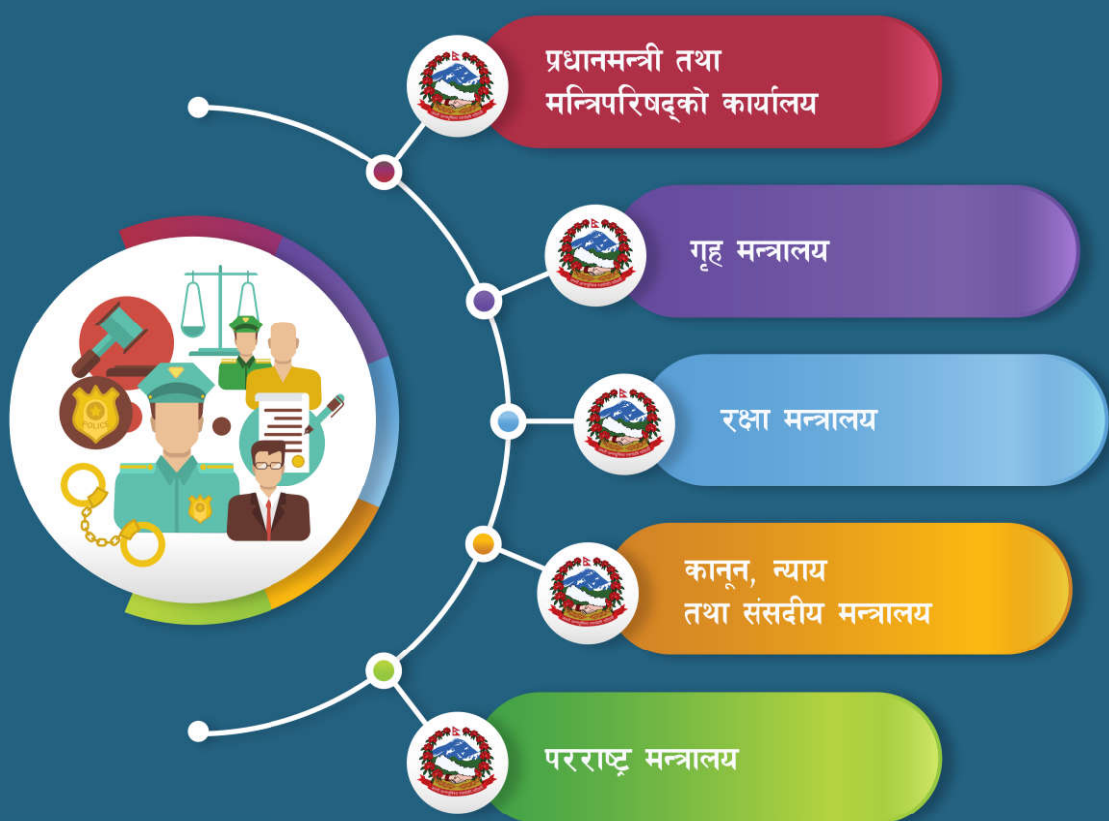 प्रधानमन्त्री तथा
मन्त्रिपरिषद्को कार्यालय
गृह मन्त्रालय
रक्षा मन्त्रालय
POLICE
कानून, न्याय
तथा संसदीय मन्त्रालय
परराष्ट्र मन्त्रालय